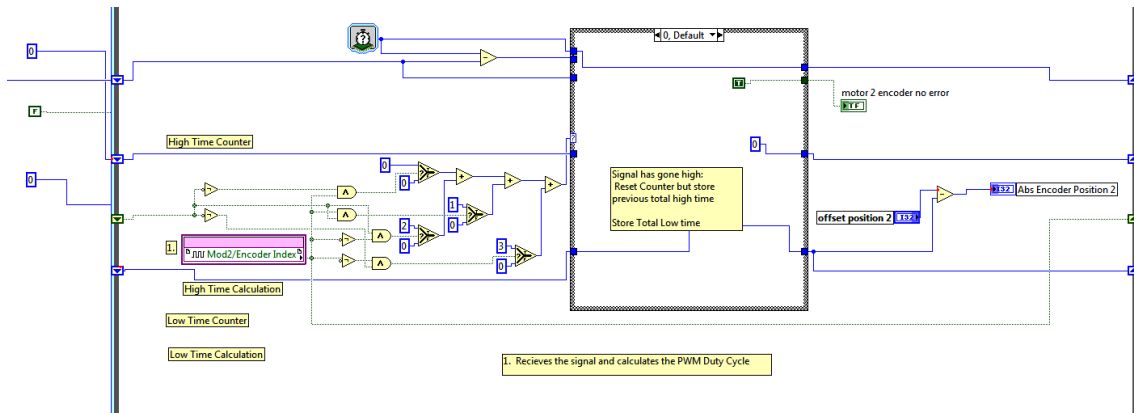 0, Default
0
T
motor 2 encoder no error
TF
F
High Time Counter
0
0
0
0
Signal has gone high:
Reset Counter but store
previous total high time
Store Total Low time
I32
Abs Encoder Position 2
offset position 2
I32
1
0
2
0
3
0
1.
Mod2/Encoder Index
High Time Calculation
Low Time Counter
Low Time Calculation
1. Recieves the signal and calculates the PWM Duty Cycle